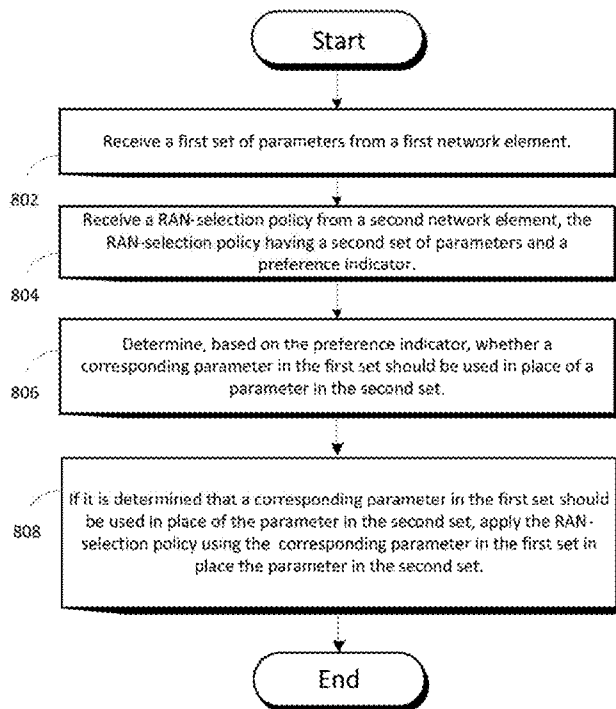 Start
Receive a first set of parameters from a first network element.
802
Receive a RAN-selection policy from a second network element, the
RAN-selection policy having a second set of parameters and a
preference indicator.
804
Determine, based on the preference indicator, whether a
corresponding parameter in the first set should be used in place of a
parameter in the second set.
806
If it is determined that a corresponding parameter in the first set should
be used in place of the parameter in the second set, apply the RAN-
selection policy using the corresponding parameter in the first set in
place the parameter in the second set.
808
End